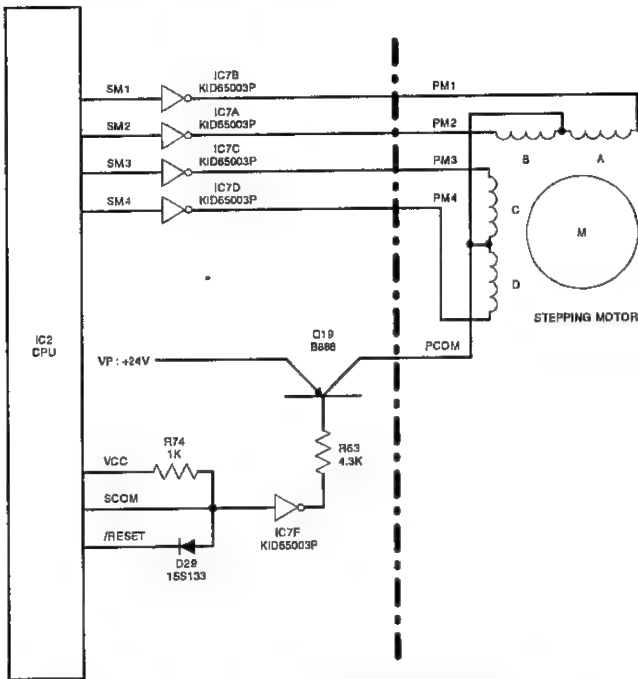 IC7B
KID65003P
SM1
PM1
IC7A
KID65003P
SM2
PM2
B
A
IC7C
KID65003P
SM3
PM3
IC7D
KID65003P
SM4
PM4
C
M
D
STEPPING MOTOR
IC2
CPU
Q19
B888
VP : +24V
PCOM
R63
4.3K
R74
1K
VCC
SCOM
/RESET
IC7F
KID65003P
D29
1SS133